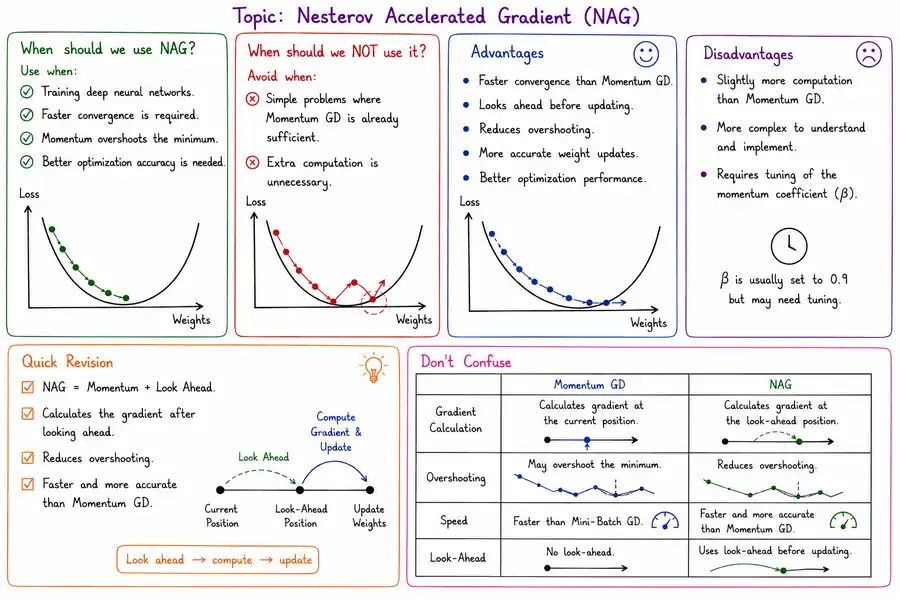 Topic: Nesterov Accelerated Gradient (NAG)
When should we use NAG?
Use when:
Training deep neural networks.
Faster convergence is required.
Momentum overshoots the minimum.
Better optimization accuracy is needed.
Loss
Weights
When should we NOT use it?
Avoid when:
Simple problems where
Momentum GD is already
sufficient.
Extra computation is
unnecessary.
Loss
Weights
Advantages
Faster convergence than Momentum GD.
Looks ahead before updating.
Reduces overshooting.
More accurate weight updates.
Better optimization performance.
Loss
Weights
Disadvantages
Slightly more computation
than Momentum GD.
More complex to understand
and implement.
Requires tuning of the
momentum coefficient (β).
β is usually set to 0.9
but may need tuning.
Quick Revision
NAG = Momentum + Look Ahead.
Calculates the gradient after
looking ahead.
Reduces overshooting.
Faster and more accurate
than Momentum GD.
Look Ahead
Compute
Gradient &
Update
Current
Position
Look-Ahead
Position
Update
Weights
Look ahead → compute → update
Don't Confuse
Momentum GD
NAG
Gradient
Calculation
Calculates gradient at
the current position.
Calculates gradient at
the look-ahead position.
Overshooting
May overshoot the minimum.
Reduces overshooting.
Speed
Faster than Mini-Batch GD.
Faster and more accurate
than Momentum GD.
Look-Ahead
No look-ahead.
Uses look-ahead before updating.